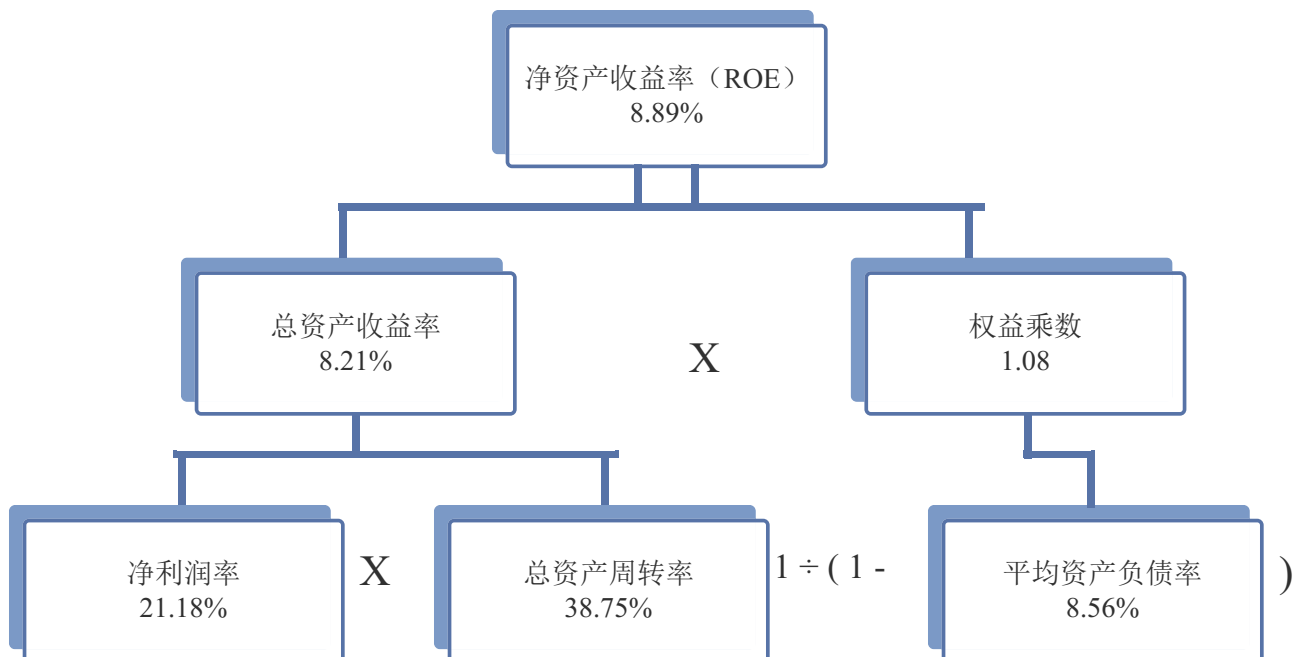 净资产收益率（ROE）
8.89%
总资产收益率
8.21%
X
权益乘数
1.08
净利润率
21.18%
X
总资产周转率
38.75%
1 ÷ ( 1 -
平均资产负债率
8.56%
)